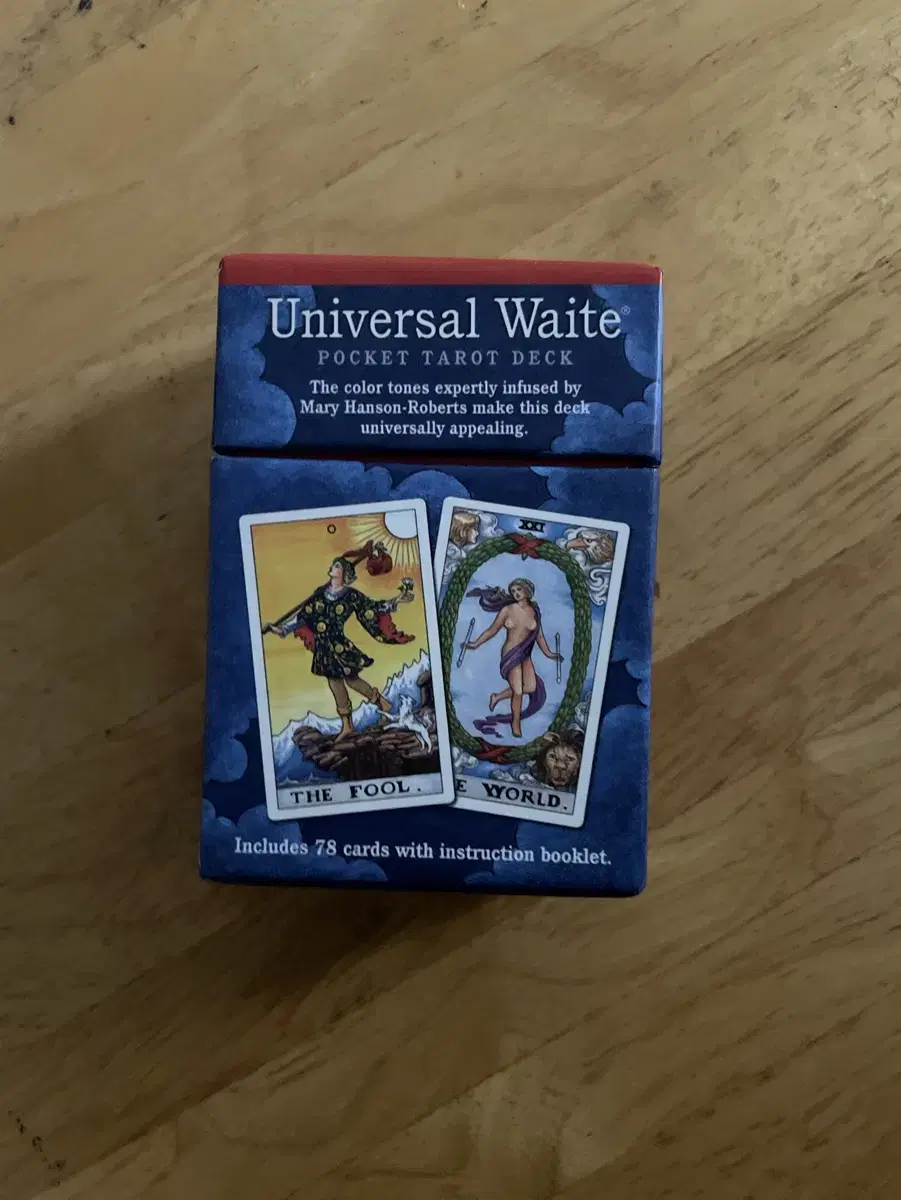 Universal Waite®
POCKET TAROT DECK
The color tones expertly infused by
Mary Hanson-Roberts make this deck
universally appealing.
O
XXI
THE FOOL.
E WORLD.
Includes 78 cards with instruction booklet.